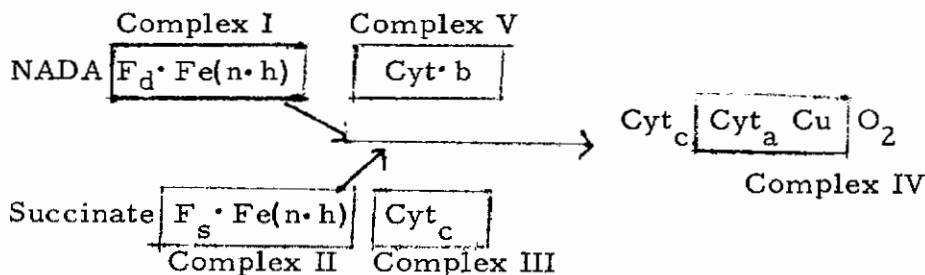 Complex I Complex V
NADA F_d· Fe(n·h) Cyt·b
Cyt_c Cyt_a Cu O_2
Complex IV
Succinate F_s· Fe(n·h) Cyt_c
Complex II Complex III